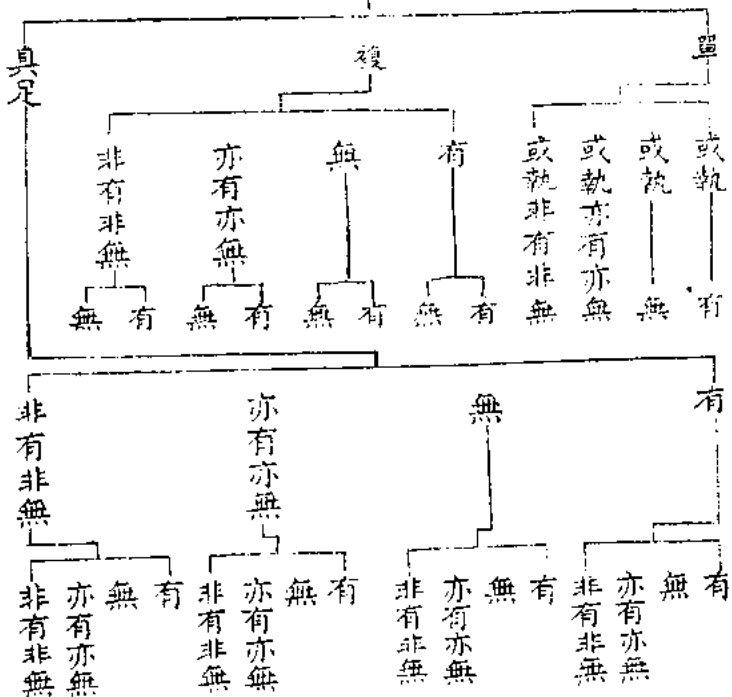 單
複
具足
或執有
或執無
或執亦有亦無
或執非有非無
有
無
亦有亦無
非有非無
有
無
有
無
有
無
有
無
有
無
亦有亦無
非有非無
有
無
亦有亦無
非有非無
有
無
亦有亦無
非有非無
有
無
亦有亦無
非有非無
有
無
亦有亦無
非有非無